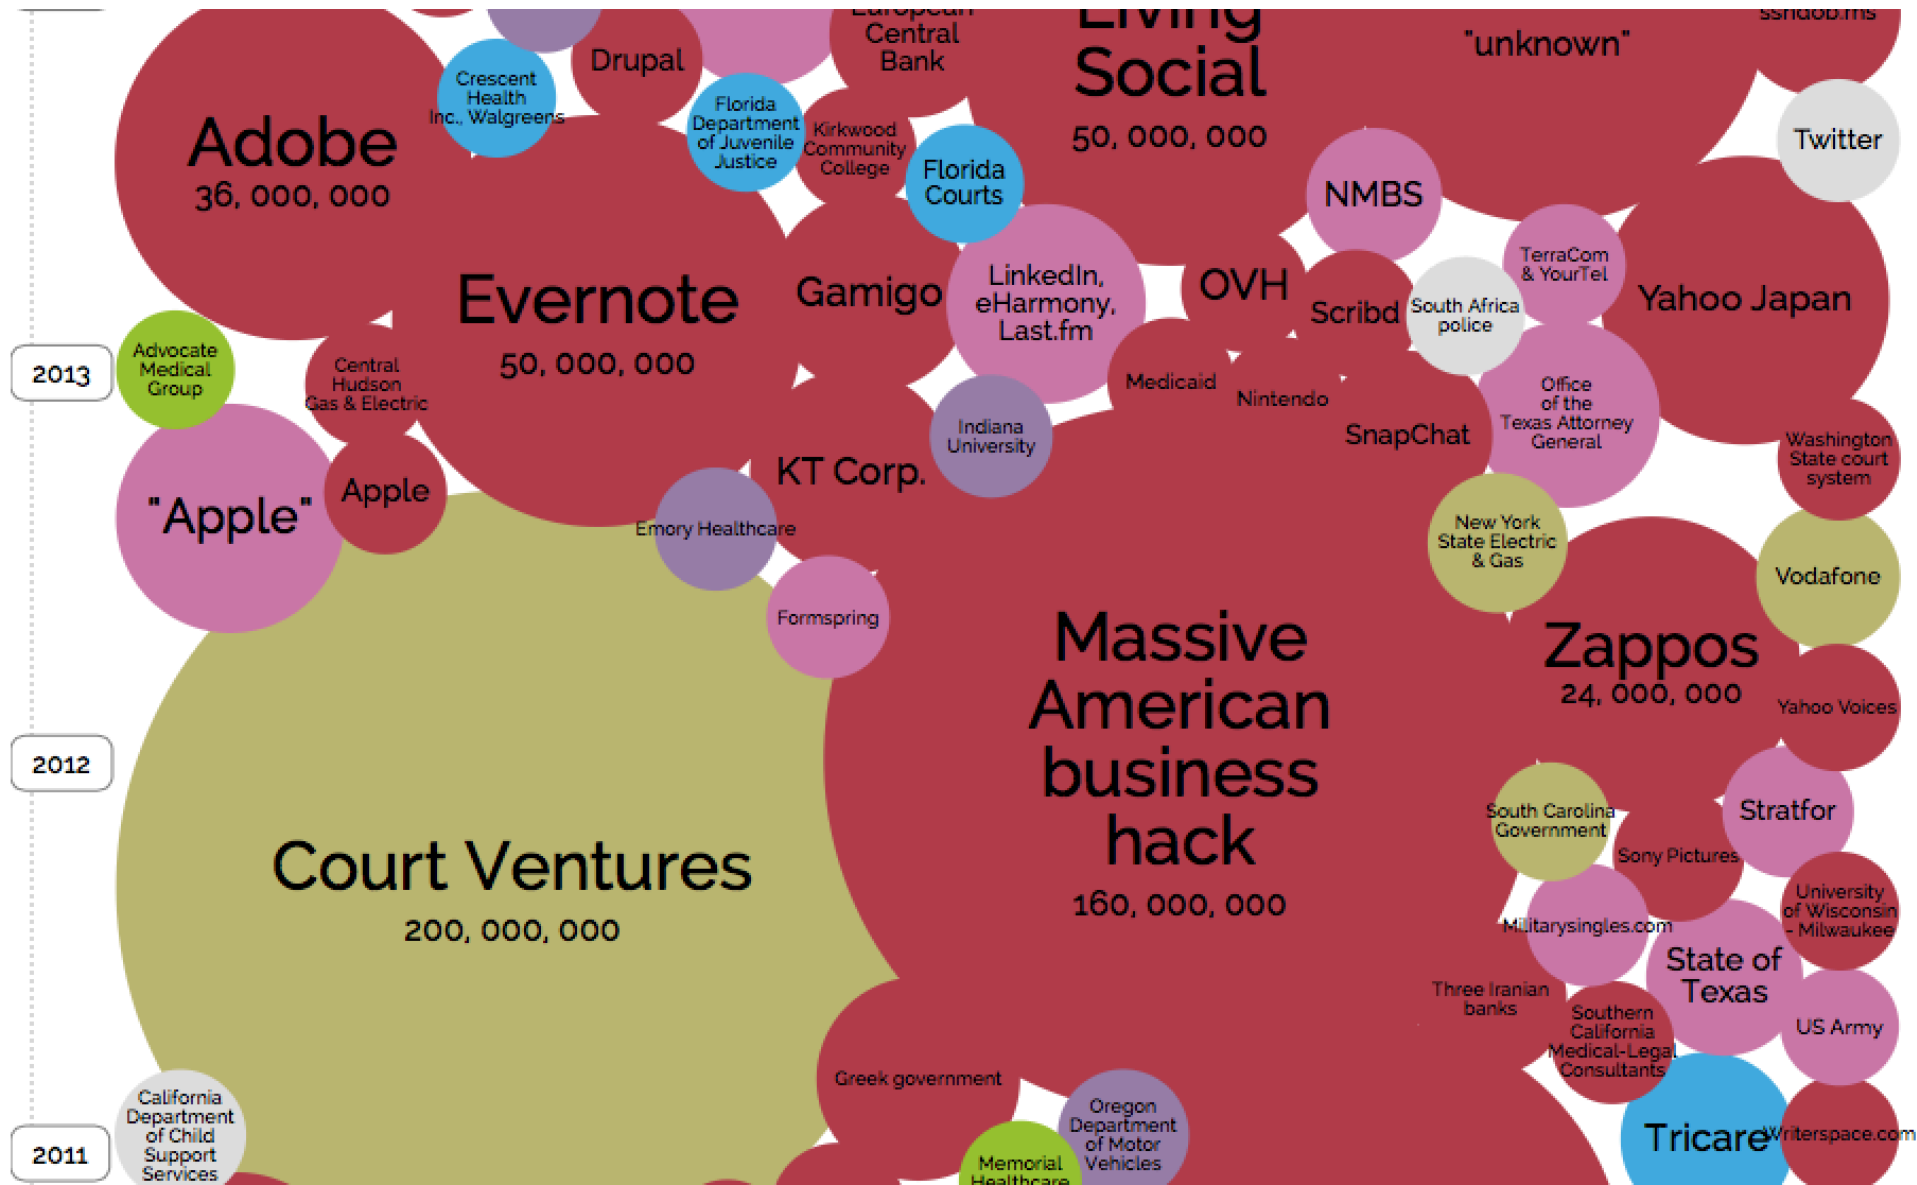 European
Central
Bank
Living
Social
50, 000, 000
"unknown"
ssndob.ms
Drupal
Crescent
Health
Inc., Walgreens
Florida
Department
of Juvenile
Justice
Kirkwood
Community
College
Florida
Courts
Adobe
36, 000, 000
NMBS
Twitter
Evernote
50, 000, 000
Gamigo
LinkedIn,
eHarmony,
Last.fm
OVH
Scribd
South Africa
police
TerraCom
& YourTel
Yahoo Japan
2013
Advocate
Medical
Group
Central
Hudson
Gas & Electric
Medicaid
Nintendo
SnapChat
Office
of the
Texas Attorney
General
Washington
State court
system
"Apple"
Apple
KT Corp.
Indiana
University
Emory Healthcare
New York
State Electric
& Gas
Vodafone
Formspring
Massive
American
business
hack
160, 000, 000
Zappos
24, 000, 000
Yahoo Voices
2012
Court Ventures
200, 000, 000
South Carolina
Government
Sony Pictures
Stratfor
University
of Wisconsin
- Milwaukee
Militarysingles.com
State of
Texas
Three Iranian
banks
Southern
California
Medical-Legal
Consultants
US Army
Greek government
2011
California
Department
of Child
Support
Services
Oregon
Department
of Motor
Vehicles
Memorial
Healthcare
Tricare
Writerspace.com